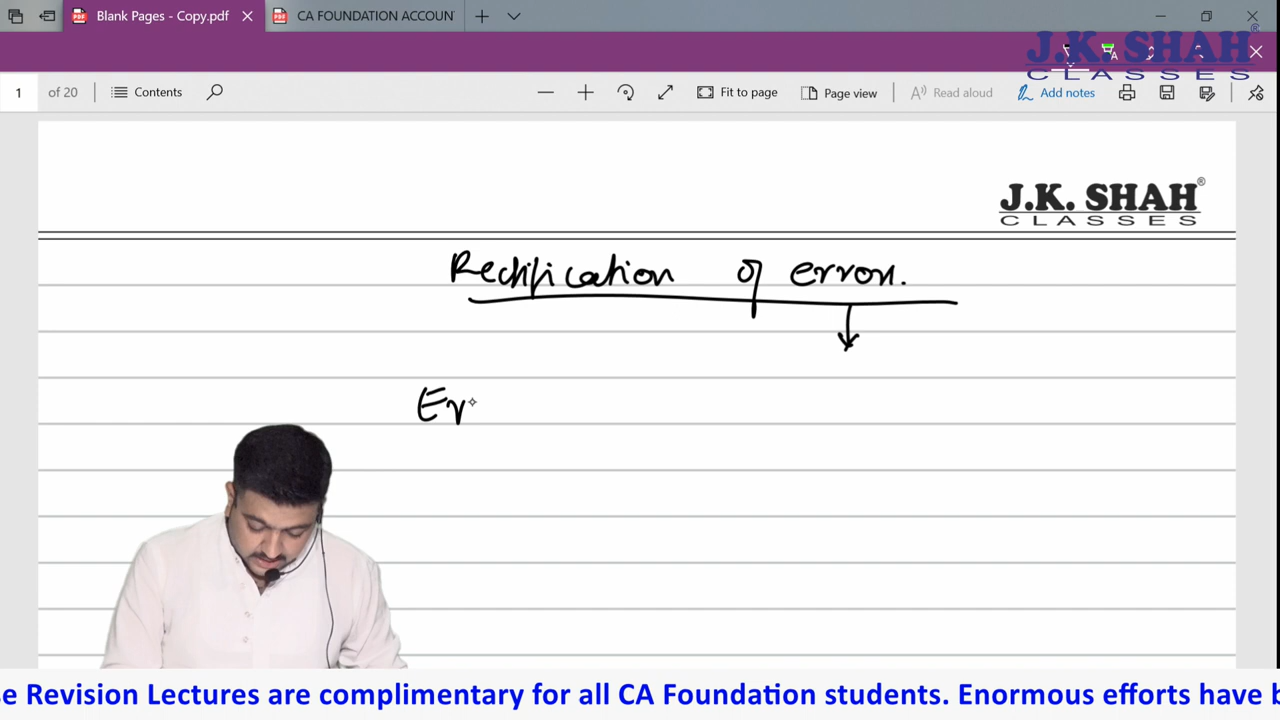 Blank Pages - Copy.pdf
CA FOUNDATION ACCOUN
J.K. SHAH®
CLASSES
1 of 20
Contents
Fit to page
Page view
Read aloud
Add notes
J.K. SHAH®
CLASSES
Rectification of error.
Er
se Revision Lectures are complimentary for all CA Foundation students. Enormous efforts have b